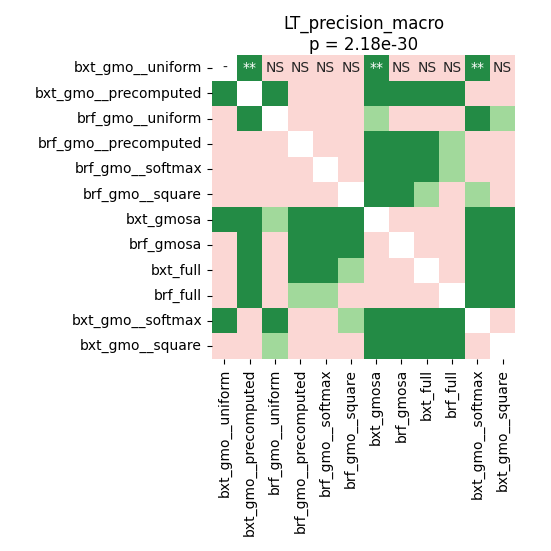 LT_precision_macro
p = 2.18e-30
bxt_gmo__uniform - ** NS NS NS NS ** NS NS NS ** NS
bxt_gmo__precomputed
brf_gmo__uniform
brf_gmo__precomputed
brf_gmo__softmax
brf_gmo__square
bxt_gmosa
brf_gmosa
bxt_full
brf_full
bxt_gmo__softmax
bxt_gmo__square
bxt_gmo__uniform
bxt_gmo__precomputed
brf_gmo__uniform
brf_gmo__precomputed
brf_gmo__softmax
brf_gmo__square
bxt_gmosa
brf_gmosa
bxt_full
brf_full
bxt_gmo__softmax
bxt_gmo__square